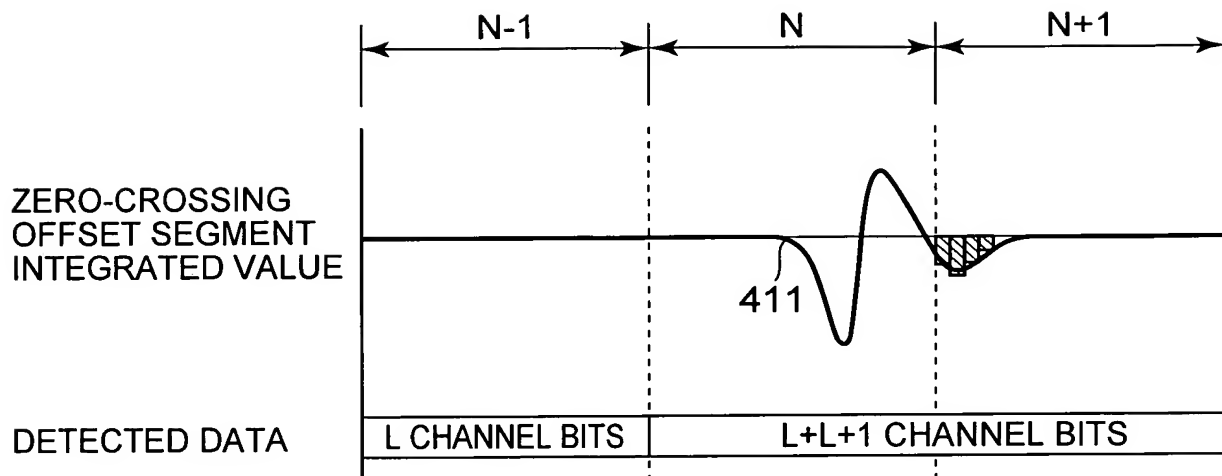 N-1 N N+1
ZERO-CROSSING
OFFSET SEGMENT
INTEGRATED VALUE
411
DETECTED DATA L CHANNEL BITS L+L+1 CHANNEL BITS